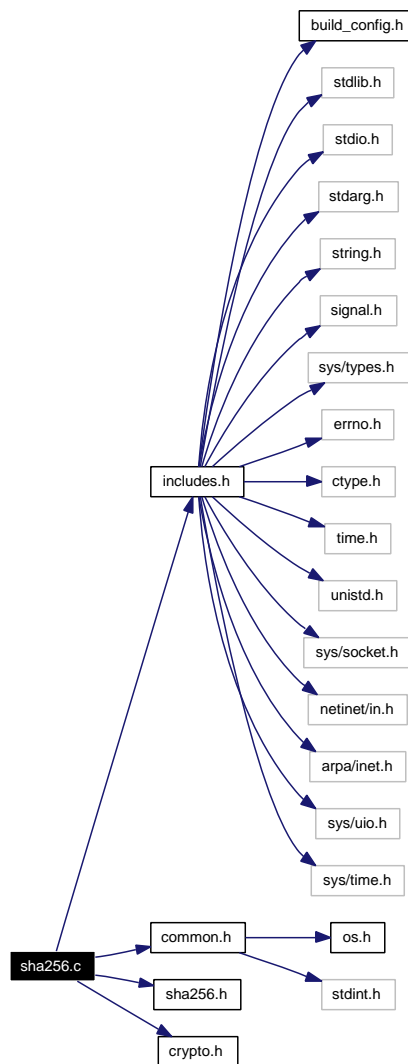 build_config.h
stdlib.h
stdio.h
stdarg.h
string.h
signal.h
sys/types.h
errno.h
includes.h
ctype.h
time.h
unistd.h
sys/socket.h
netinet/in.h
arpa/inet.h
sys/uio.h
sys/time.h
common.h
os.h
sha256.c
sha256.h
stdint.h
crypto.h